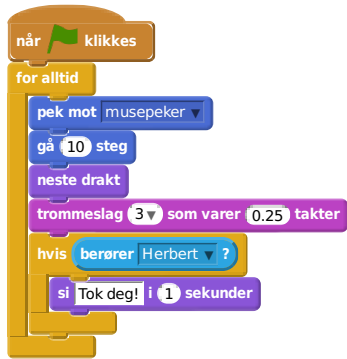 når klikkes
for alltid
pek mot musepeker
gå 10 steg
neste drakt
trommeslag 3 som varer 0.25 takter
hvis berører Herbert ?
si Tok deg! i 1 sekunder